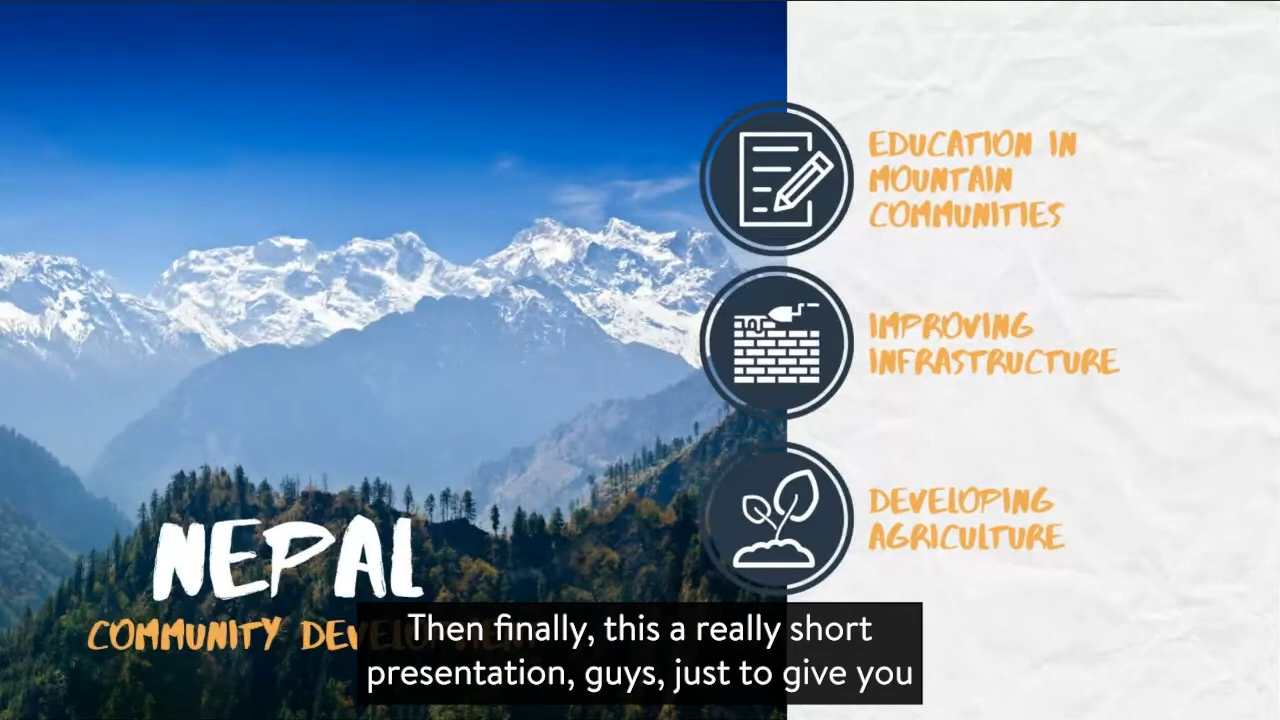 EDUCATION IN
MOUNTAIN
COMMUNITIES
IMPROVING
INFRASTRUCTURE
DEVELOPING
AGRICULTURE
NEPAL
COMMUNITY
Then finally, this a really short
presentation, guys, just to give you